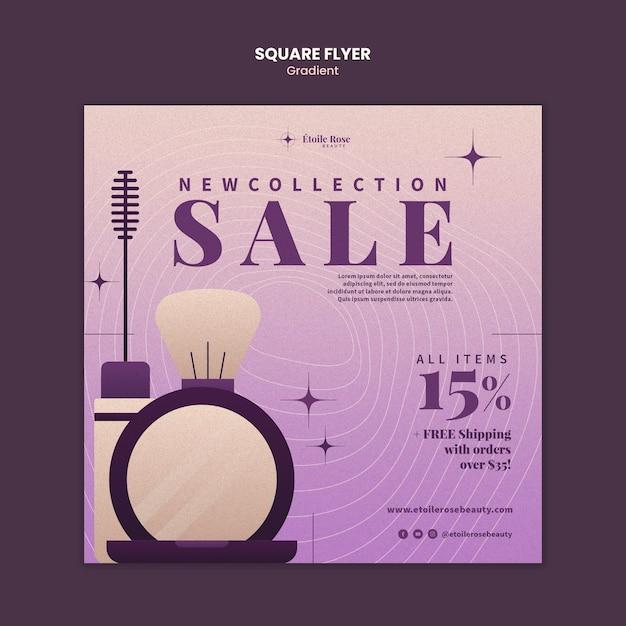 SQUARE FLYER
Gradient
Étoile Rose
BEAUTY
NEWCOLLECTION
SALE
Lorem ipsum dolor sit amet, consectetur
adipiscing elit, sed do eiusmod tempor
incididunt ut labore et dolore magna aliqua.
Quis ipsum suspendisse ultrices gravida.
ALL ITEMS
15%
+ FREE Shipping
with orders
over $35!
www.etoilerosebeauty.com
@etoilerosebeauty